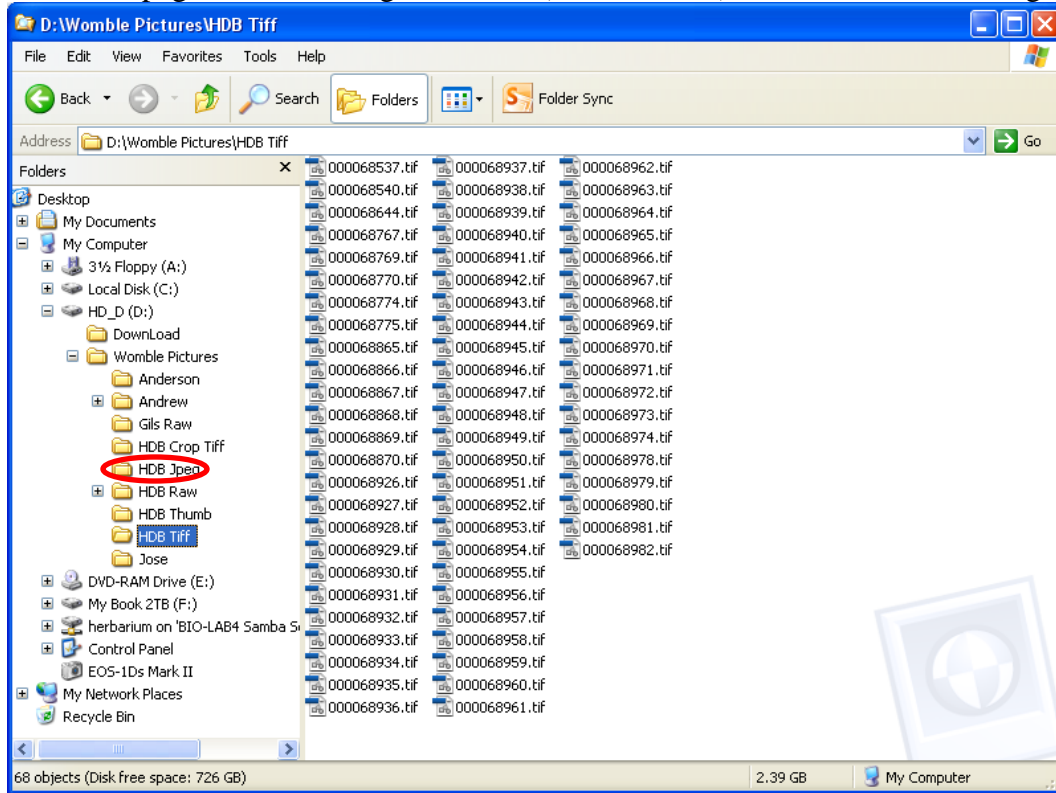 D:\Womble Pictures\HDB Tiff
File Edit View Favorites Tools Help
Back Search Folders Folder Sync
Address D:\Womble Pictures\HDB Tiff Go
Folders
Desktop
My Documents
My Computer
3½ Floppy (A:)
Local Disk (C:)
HD_D (D:)
DownLoad
Womble Pictures
Anderson
Andrew
Gils Raw
HDB Crop Tiff
HDB Jpeg
HDB Raw
HDB Thumb
HDB Tiff
Jose
DVD-RAM Drive (E:)
My Book 2TB (F:)
herbarium on 'BIO-LAB4 Samba
Control Panel
EOS-1Ds Mark II
My Network Places
Recycle Bin
000068537.tif
000068540.tif
000068644.tif
000068767.tif
000068769.tif
000068770.tif
000068774.tif
000068775.tif
000068865.tif
000068866.tif
000068867.tif
000068868.tif
000068869.tif
000068870.tif
000068926.tif
000068927.tif
000068928.tif
000068929.tif
000068930.tif
000068931.tif
000068932.tif
000068933.tif
000068934.tif
000068935.tif
000068936.tif
000068937.tif
000068938.tif
000068939.tif
000068940.tif
000068941.tif
000068942.tif
000068943.tif
000068944.tif
000068945.tif
000068946.tif
000068947.tif
000068948.tif
000068949.tif
000068950.tif
000068951.tif
000068952.tif
000068953.tif
000068954.tif
000068955.tif
000068956.tif
000068957.tif
000068958.tif
000068959.tif
000068960.tif
000068961.tif
000068962.tif
000068963.tif
000068964.tif
000068965.tif
000068966.tif
000068967.tif
000068968.tif
000068969.tif
000068970.tif
000068971.tif
000068972.tif
000068973.tif
000068974.tif
000068978.tif
000068979.tif
000068980.tif
000068981.tif
000068982.tif
68 objects (Disk free space: 726 GB) 2.39 GB My Computer